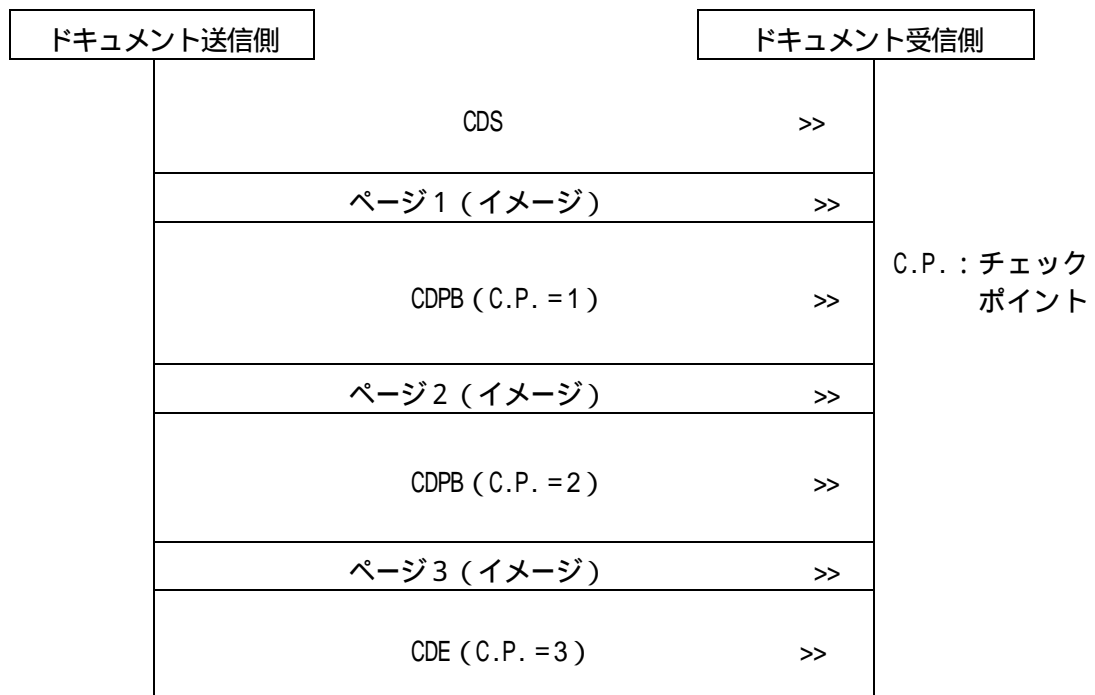 ドキュメント送信側
ドキュメント受信側
CDS >>
ページ1（イメージ） >>
C.P.：チェック
ポイント
CDPB（C.P.=1） >>
ページ2（イメージ） >>
CDPB（C.P.=2） >>
ページ3（イメージ） >>
CDE（C.P.=3） >>